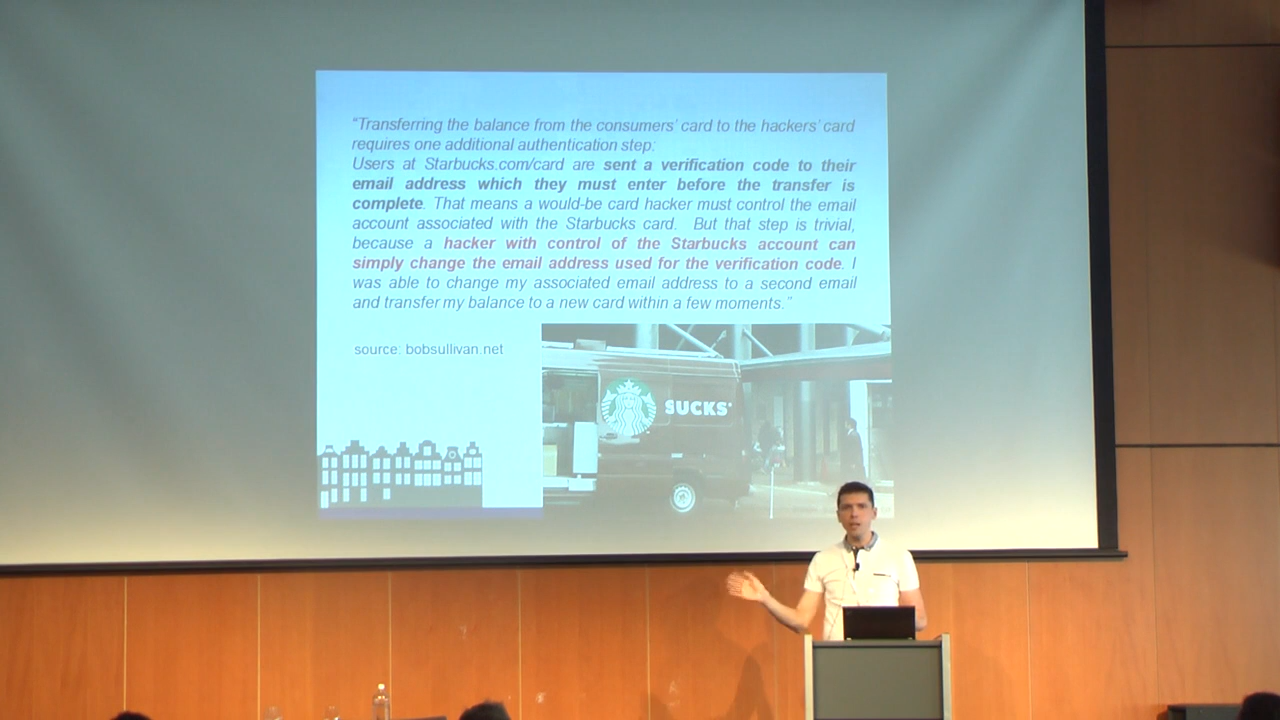 “Transferring the balance from the consumers’ card to the hackers’ card
requires one additional authentication step:
Users at Starbucks.com/card are sent a verification code to their
email address which they must enter before the transfer is
complete. That means a would-be card hacker must control the email
account associated with the Starbucks card. But that step is trivial,
because a hacker with control of the Starbucks account can
simply change the email address used for the verification code. I
was able to change my associated email address to a second email
and transfer my balance to a new card within a few moments.”
source: bobsullivan.net
SUCKS